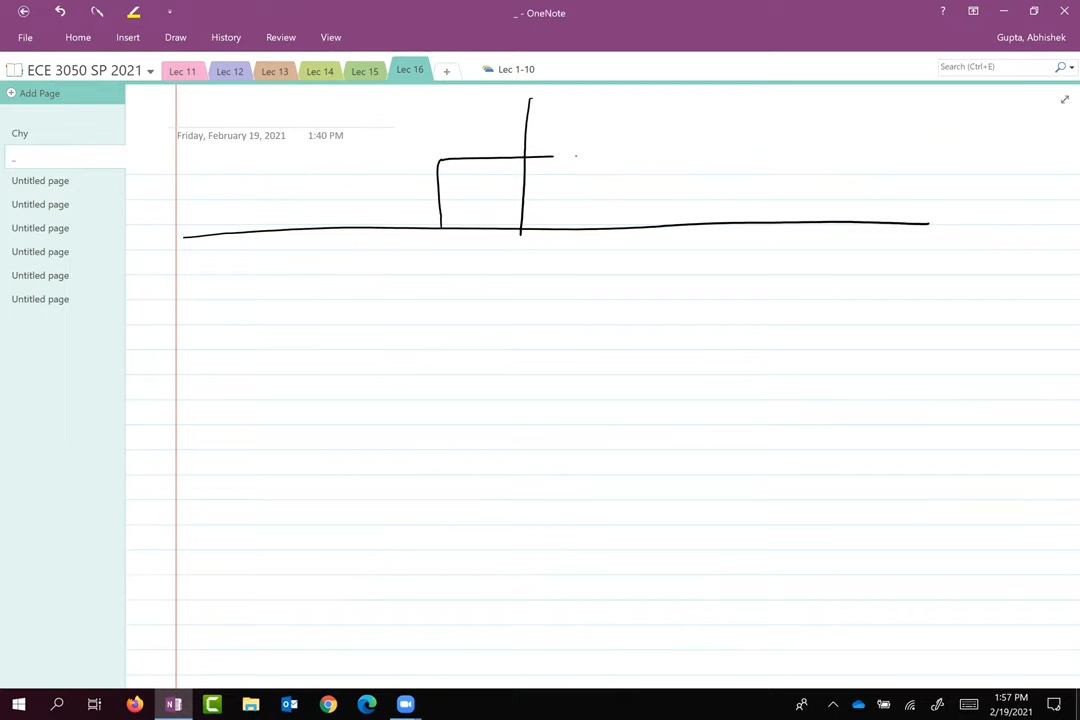 _ - OneNote
?
Gupta, Abhishek
File Home Insert Draw History Review View
ECE 3050 SP 2021
Lec 11 Lec 12 Lec 13 Lec 14 Lec 15 Lec 16 + Lec 1-10
Search (Ctrl+E)
Add Page
Chy
_
Untitled page
Untitled page
Untitled page
Untitled page
Untitled page
Untitled page
Friday, February 19, 2021 1:40 PM
1:57 PM
2/19/2021